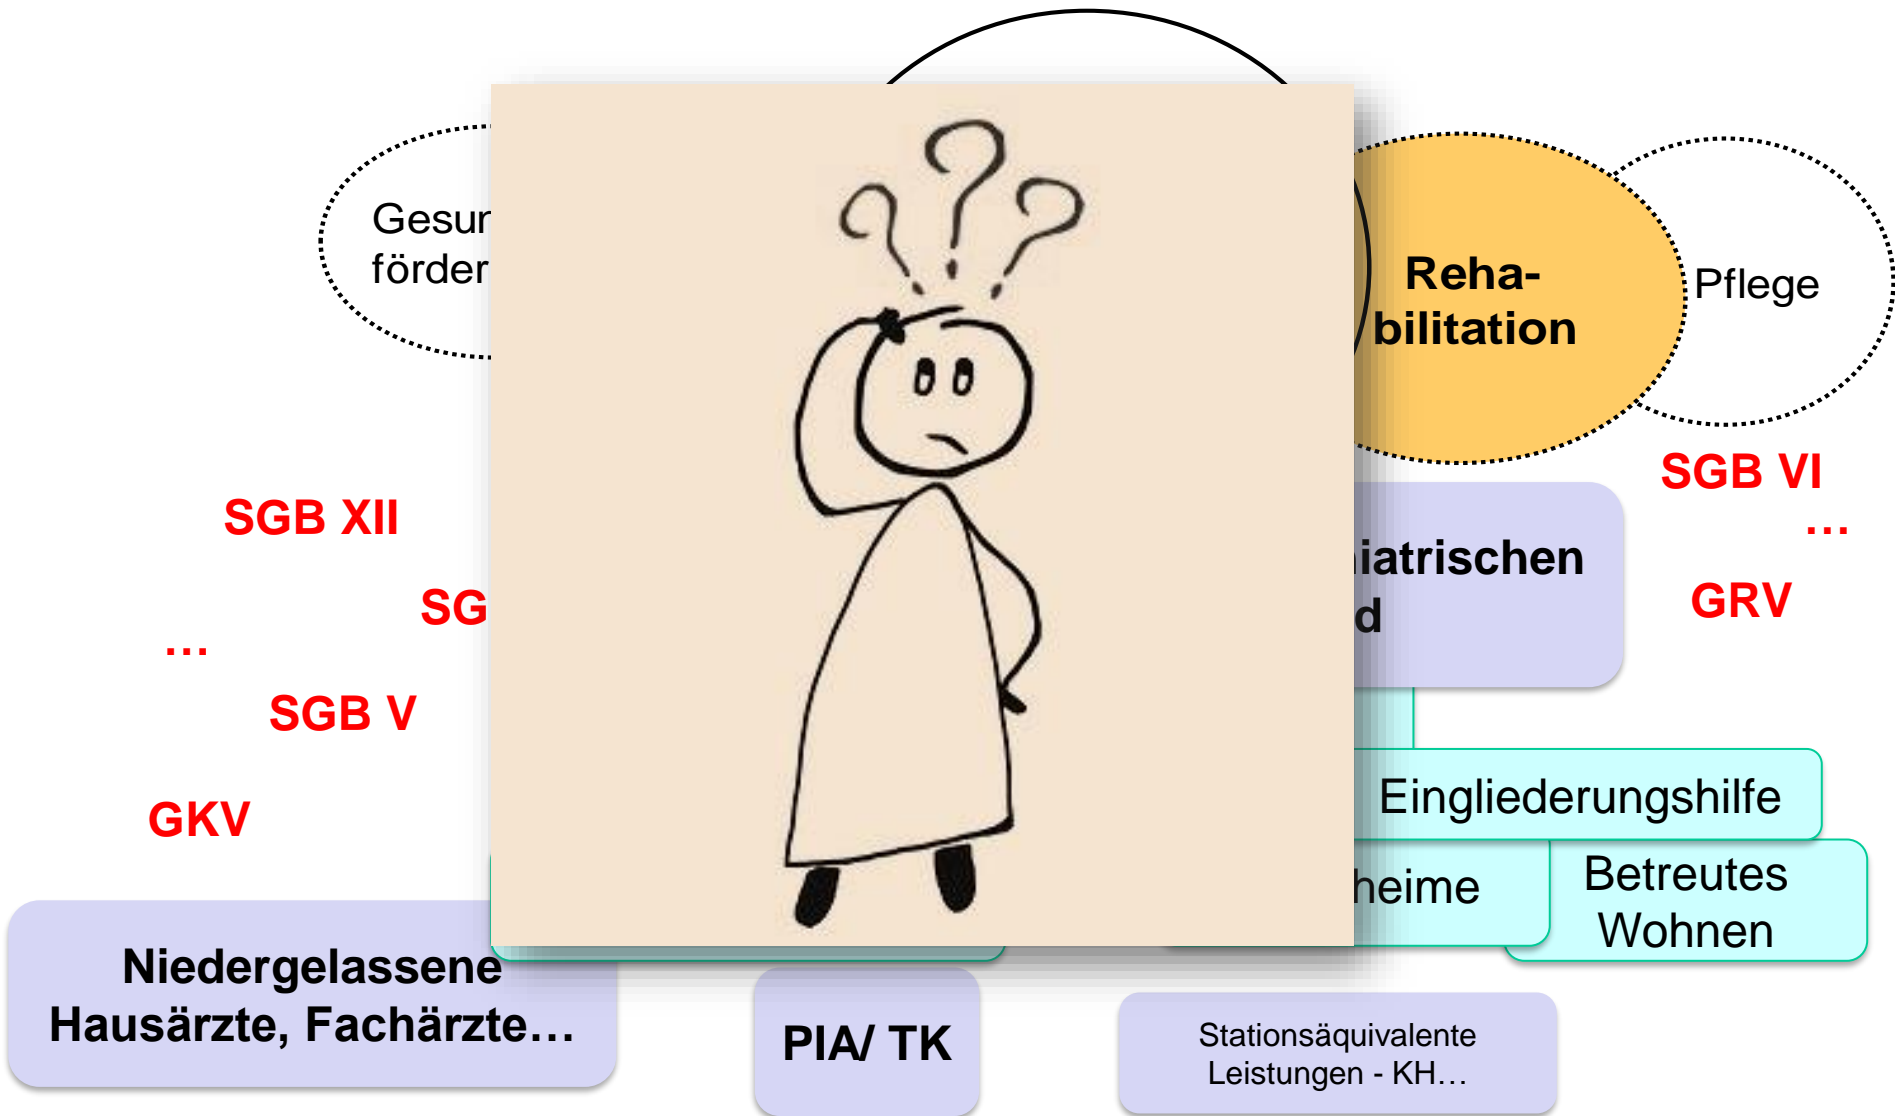 Gesun
förder
Reha-
bilitation
Pflege
SGB XII
SGB VI
…
iatrischen
d
SG
GRV
…
SGB V
GKV
Eingliederungshilfe
heime
Betreutes
Wohnen
Niedergelassene
Hausärzte, Fachärzte…
PIA/ TK
Stationsäquivalente
Leistungen - KH…